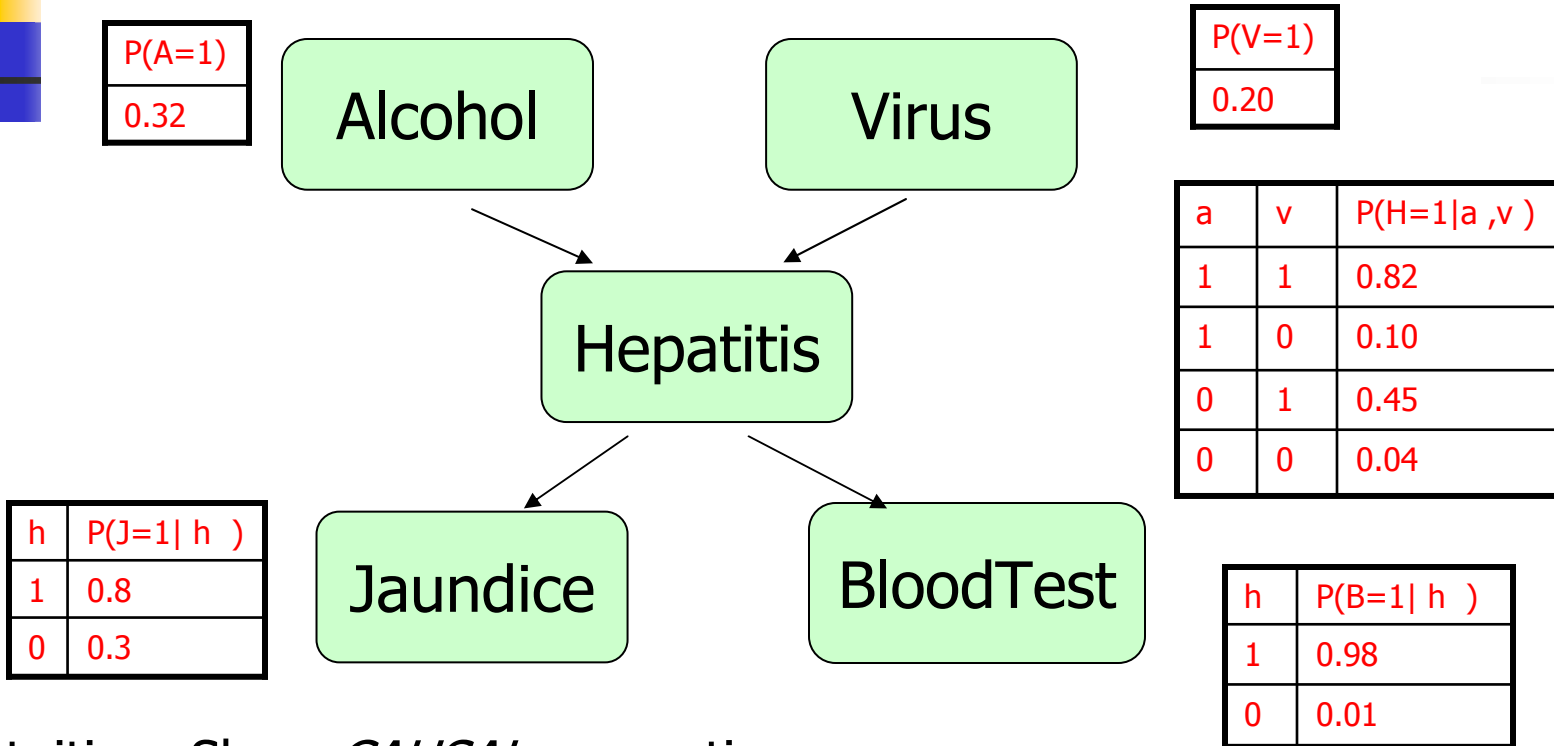 P(A=1)
0.32
Alcohol
Virus
P(V=1)
0.20
a v P(H=1|a ,v )
1 1 0.82
1 0 0.10
0 1 0.45
0 0 0.04
Hepatitis
h P(J=1| h )
1 0.8
0 0.3
Jaundice
BloodTest
h P(B=1| h )
1 0.98
0 0.01